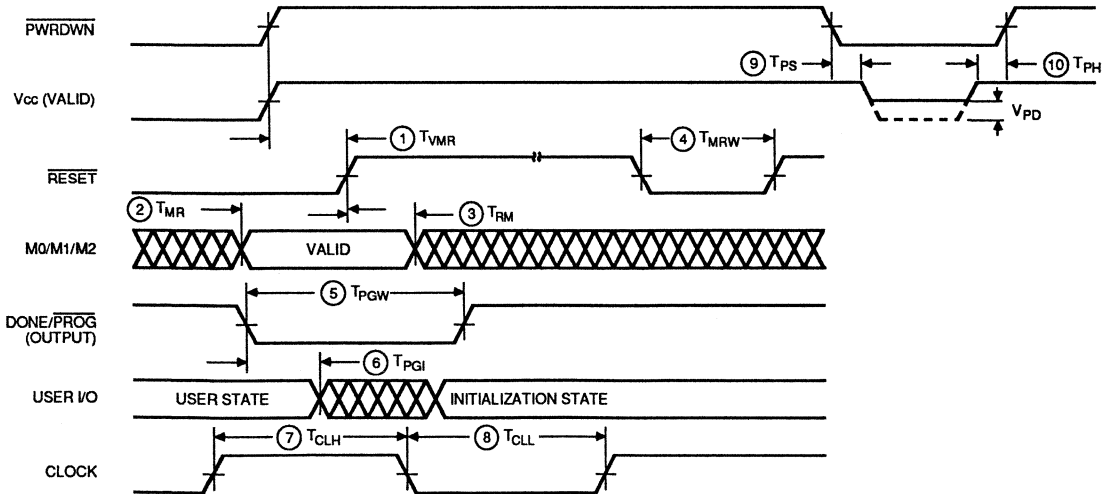 PWRDWN
⑨ TPS
⑩ TPH
Vcc (VALID)
VPD
① TVMR
④ TMRW
RESET
② TMR
③ TRM
M0/M1/M2
VALID
⑤ TPGW
DONE/PROG
(OUTPUT)
⑥ TPGI
USER I/O
USER STATE
INITIALIZATION STATE
⑦ TCLH
⑧ TCLL
CLOCK